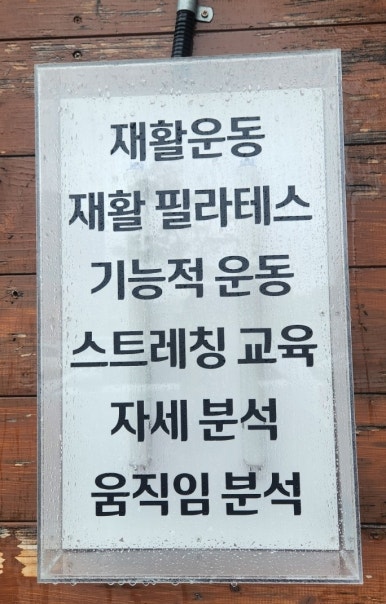 재활운동
재활 필라테스
기능적 운동
스트레칭 교육
자세 분석
움직임 분석